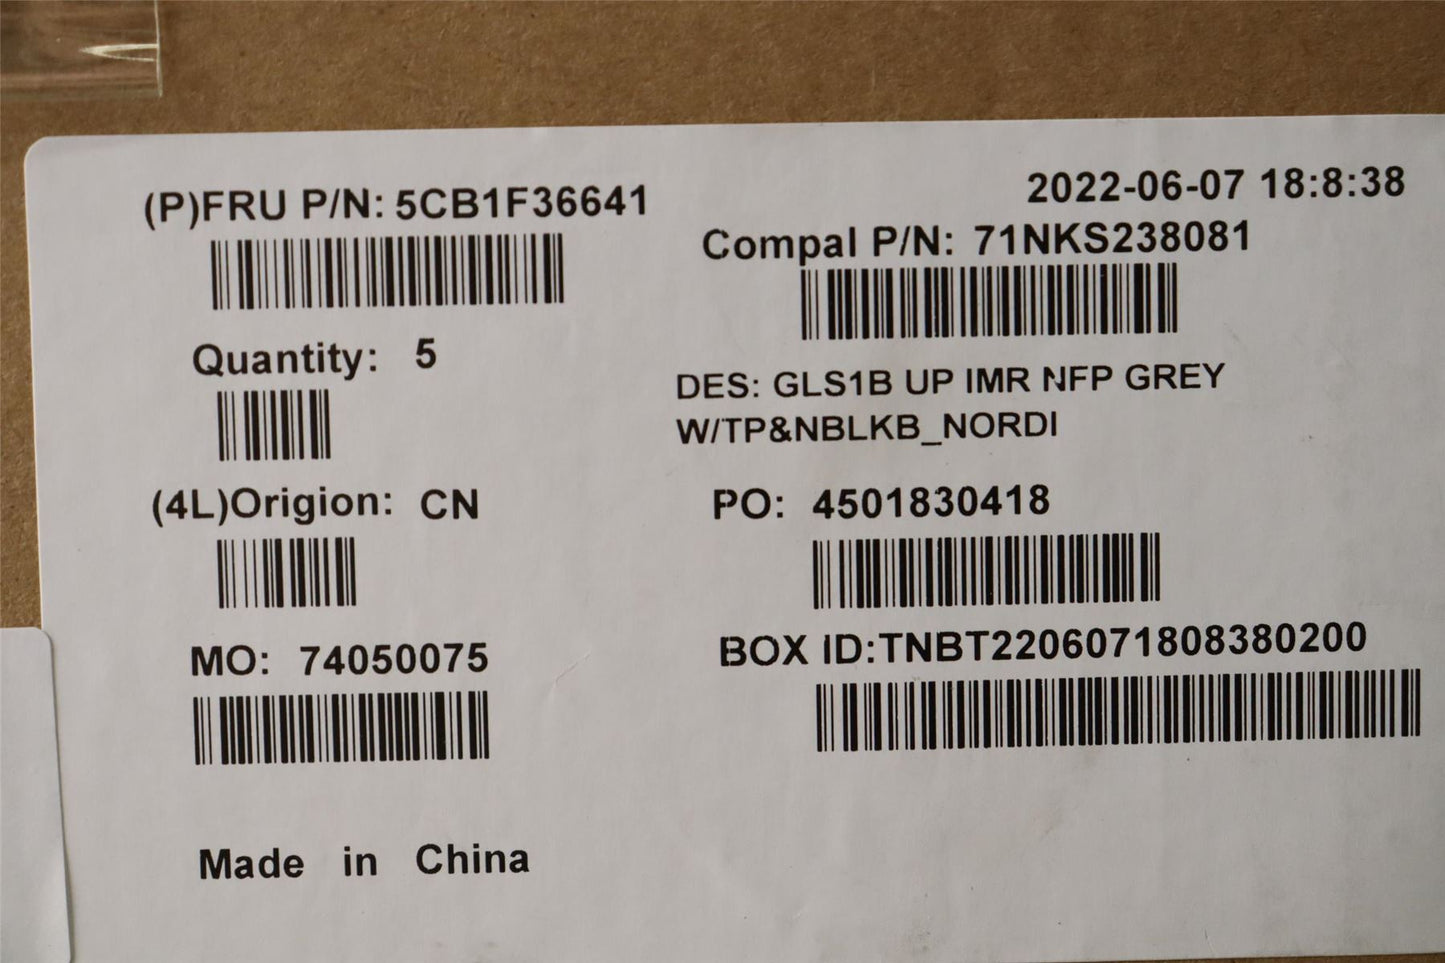 (P)FRU P/N: 5CB1F36641
2022-06-07 18:8:38
Compal P/N: 71NKS238081
Quantity: 5
DES: GLS1B UP IMR NFP GREY
W/TP&NBLKB_NORDI
(4L)Origion: CN
PO: 4501830418
MO: 74050075
BOX ID:TNBT2206071808380200
Made in China